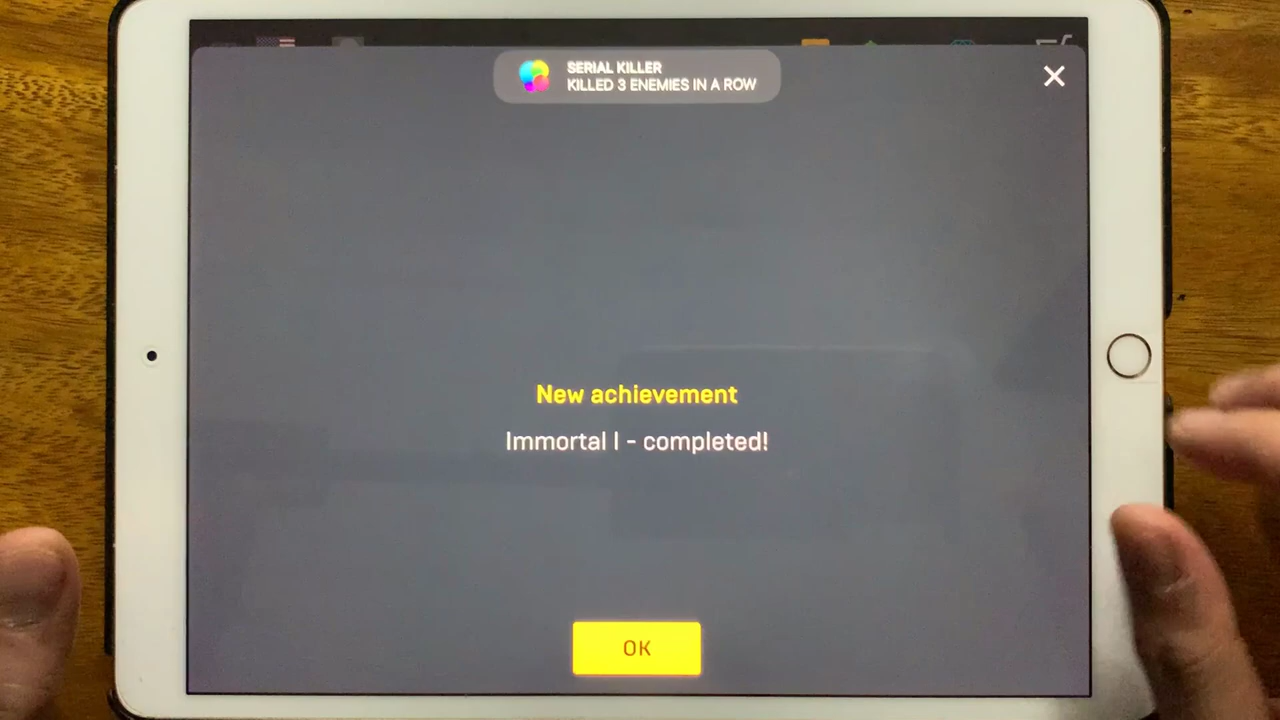 SERIAL KILLER
KILLED 3 ENEMIES IN A ROW
New achievement
Immortal I - completed!
OK